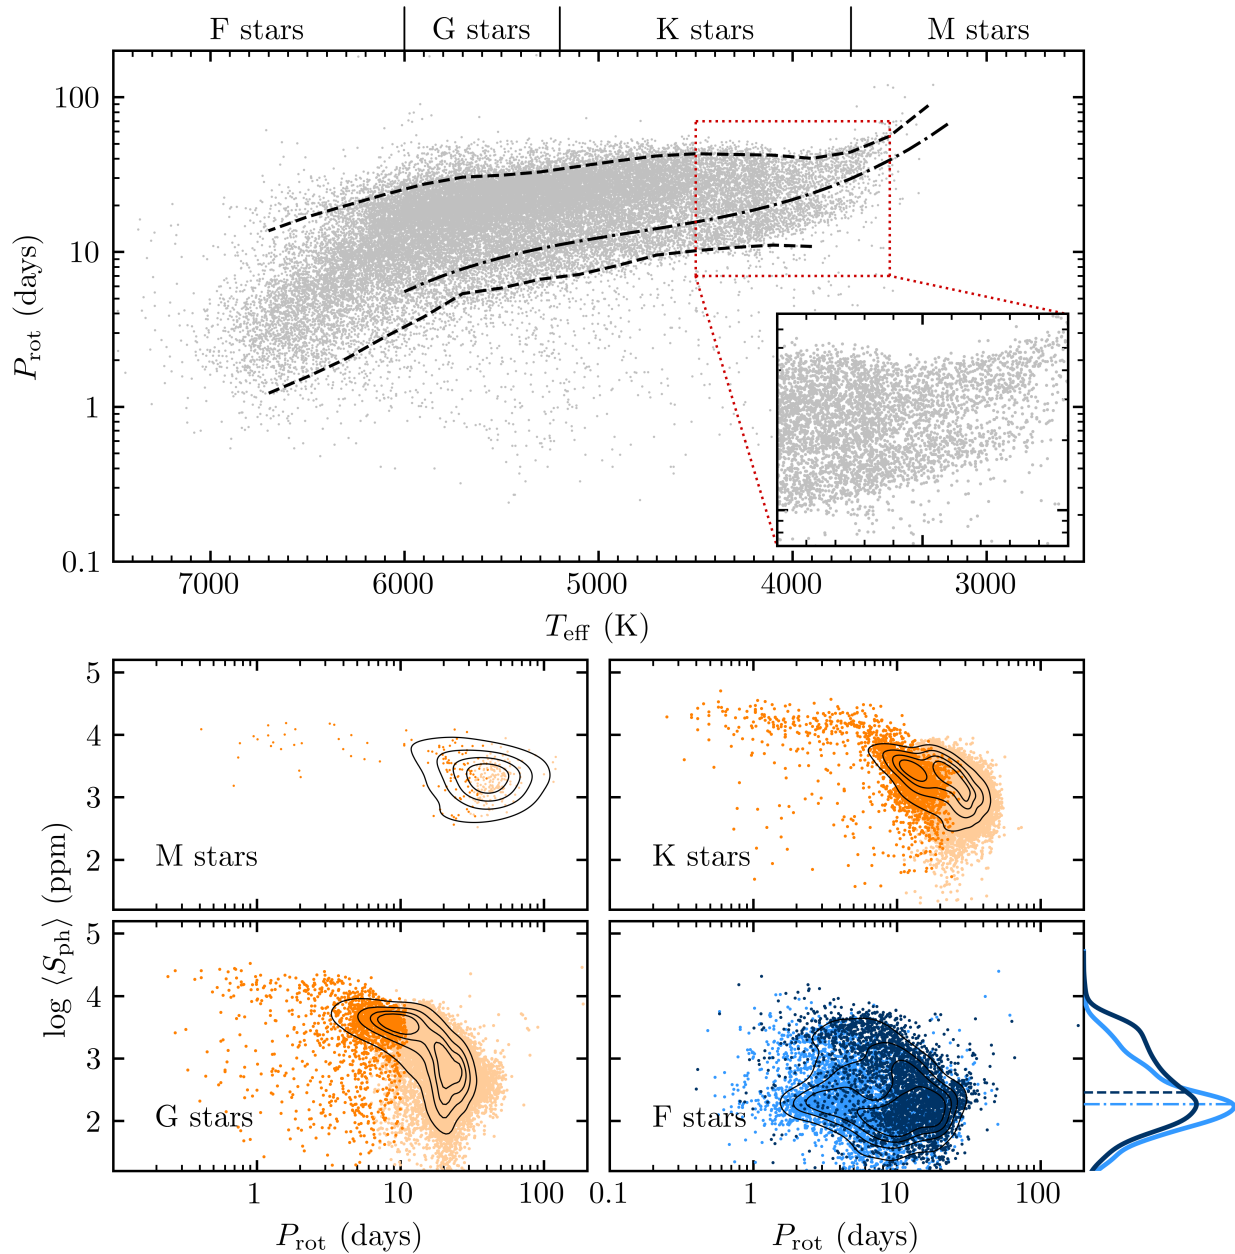 F stars G stars K stars M stars
100
10
1
0.1
P_rot (days)
7000 6000 5000 4000 3000
T_eff (K)
5
4
3
2
M stars
K stars
log ⟨S_ph⟩ (ppm)
5
4
3
2
G stars
F stars
1 10 100 0.1 1 10 100
P_rot (days) P_rot (days)